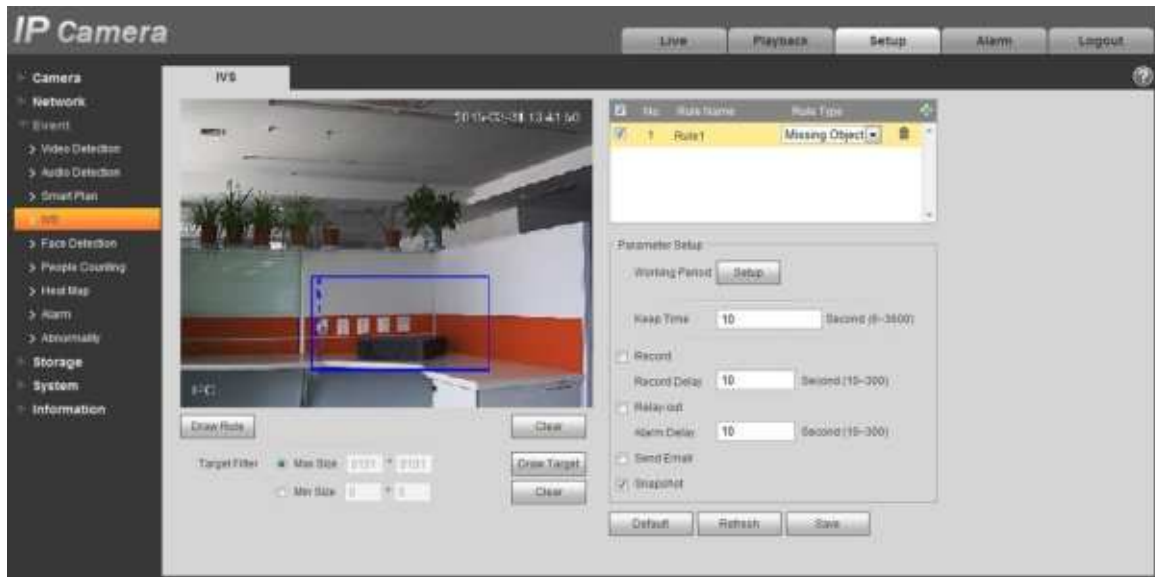 IP Camera
Live
Playback
Setup
Alarm
Logout
Camera
Network
Event
Video Detection
Audio Detection
Smart Plan
IVS
Face Detection
People Counting
Heat Map
Alarm
Abnormality
Storage
System
Information
IVS
IPC
Draw Rule
Clear
Target Filter
Max Size
*
Draw Target
Min Size
0 * 0
Clear
No. Rule Name Rule Type
1 Rule1 Missing Object
Parameter Setup
Working Period Setup
Keep Time 10 Second (0~3600)
Record
Record Delay 10 Second (10~300)
Relay-out
Alarm Delay 10 Second (10~300)
Send Email
Snapshot
Default
Refresh
Save